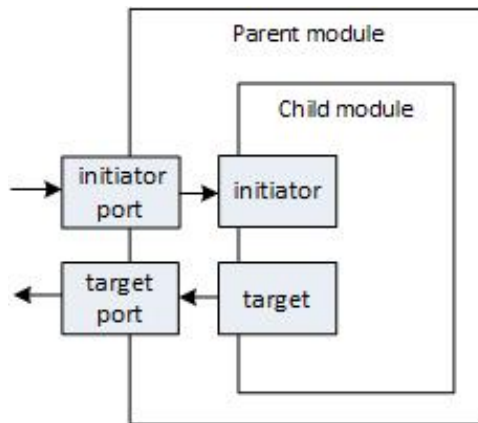 Parent module
Child module
initiator
port
initiator
target
port
target